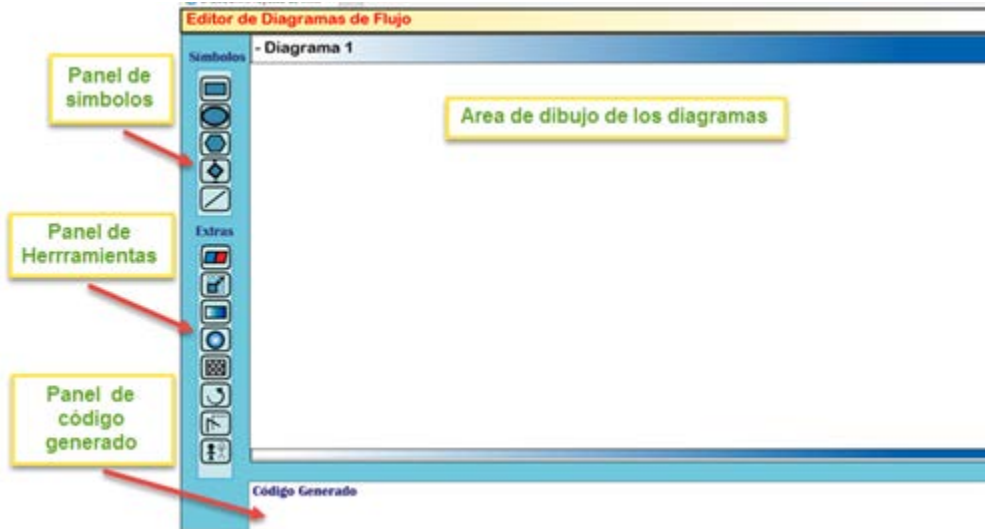 Editor de Diagramas de Flujo
Símbolos
- Diagrama 1
Panel de
simbolos
Area de dibujo de los diagramas
Extras
Panel de
Herrramientas
Panel de
código
generado
Código Generado